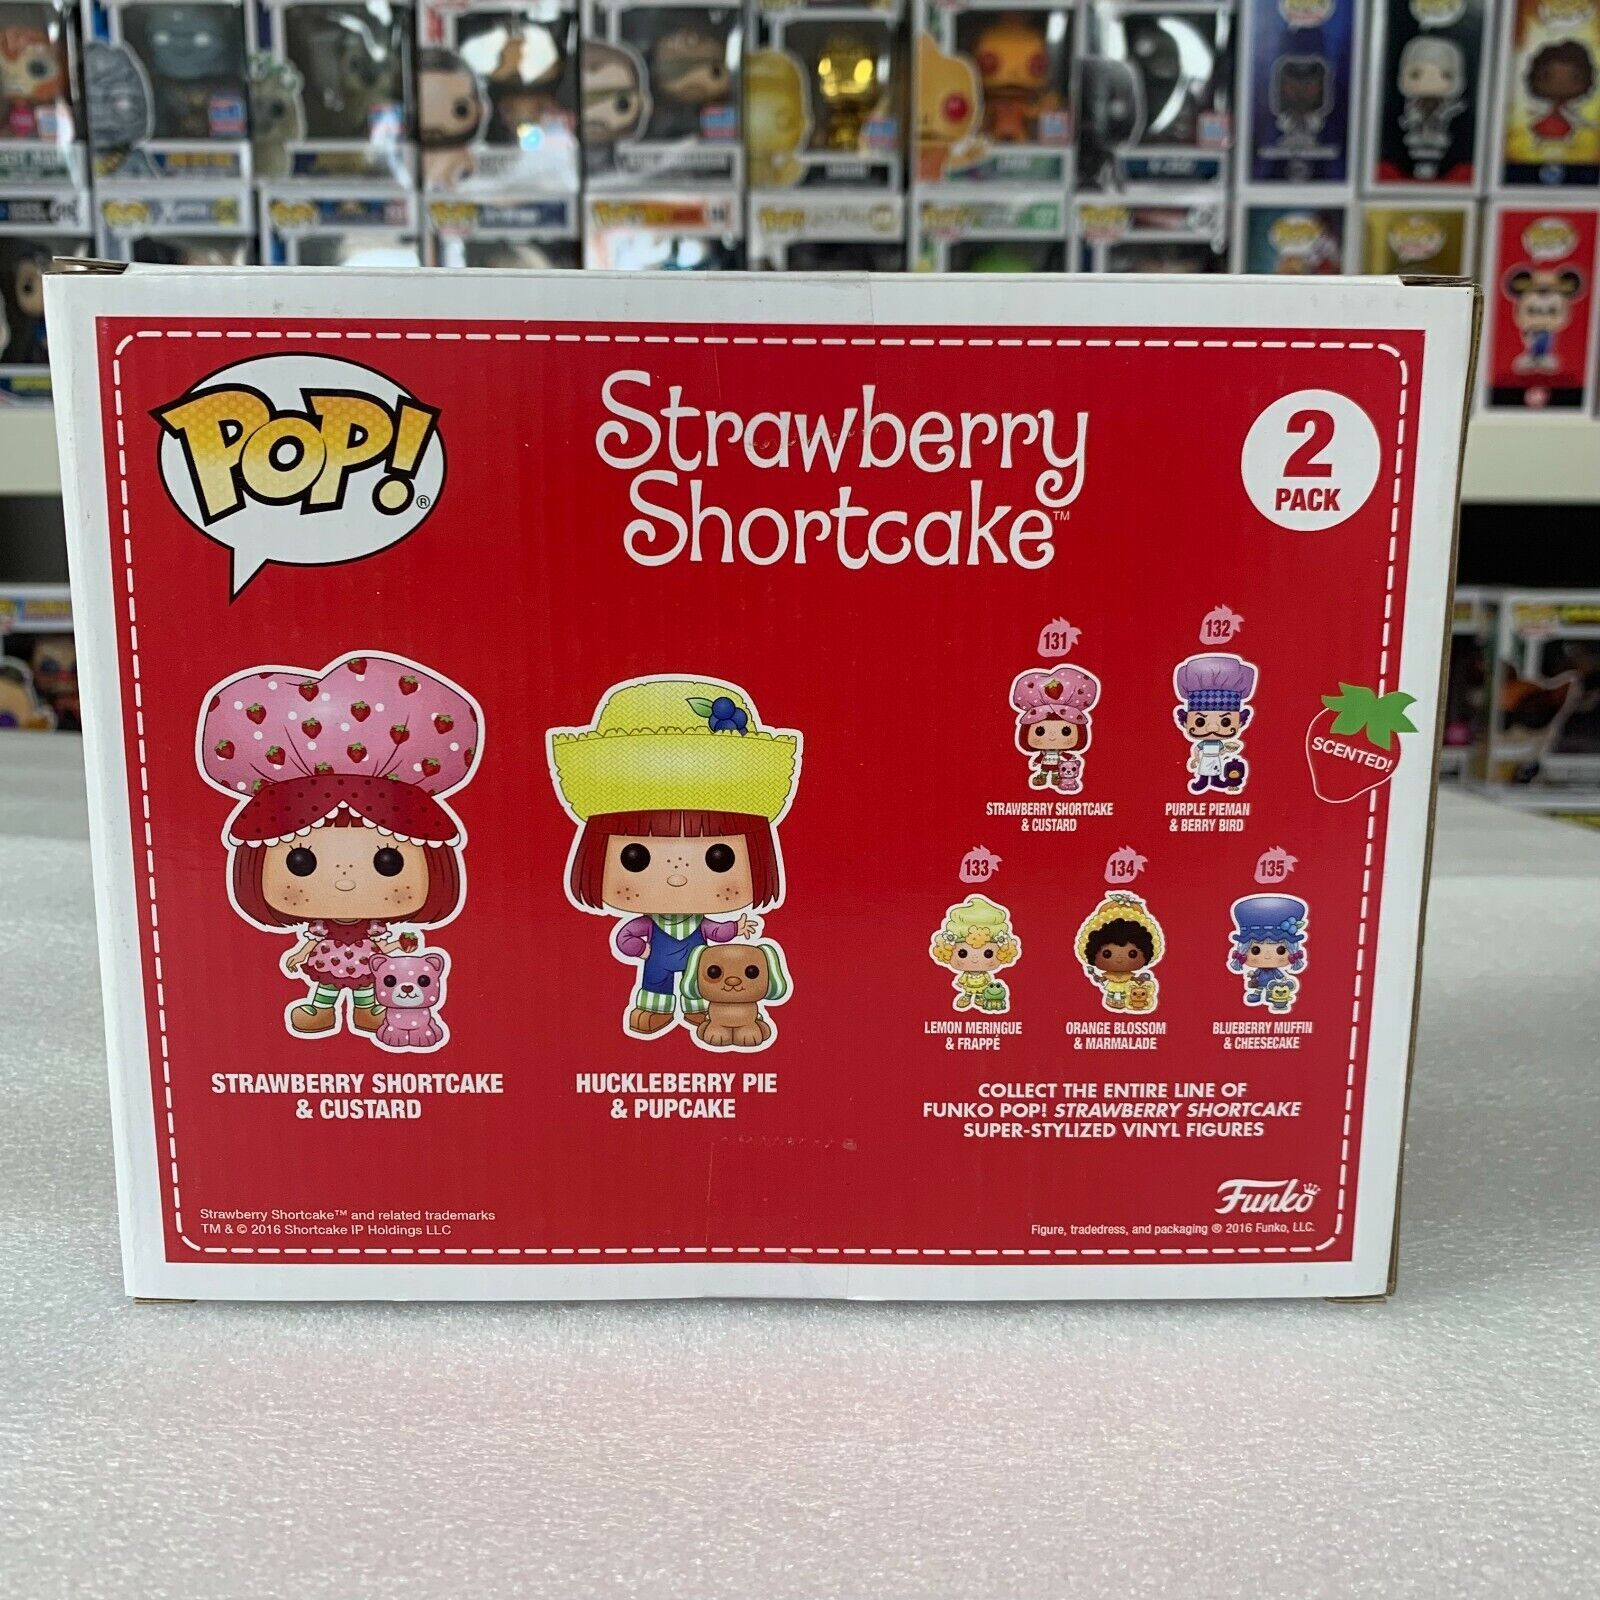 POP!®
Strawberry
Shortcake™
2
PACK
131
STRAWBERRY SHORTCAKE
& CUSTARD
132
PURPLE PIEMAN
& BERRY BIRD
SCENTED!
133
LEMON MERINGUE
& FRAPPÉ
134
ORANGE BLOSSOM
& MARMALADE
135
BLUEBERRY MUFFIN
& CHEESECAKE
STRAWBERRY SHORTCAKE
& CUSTARD
HUCKLEBERRY PIE
& PUPCAKE
COLLECT THE ENTIRE LINE OF
FUNKO POP! STRAWBERRY SHORTCAKE
SUPER-STYLIZED VINYL FIGURES
Strawberry Shortcake™ and related trademarks
TM & © 2016 Shortcake IP Holdings LLC
Funko
Figure, tradedress, and packaging ® 2016 Funko, LLC.